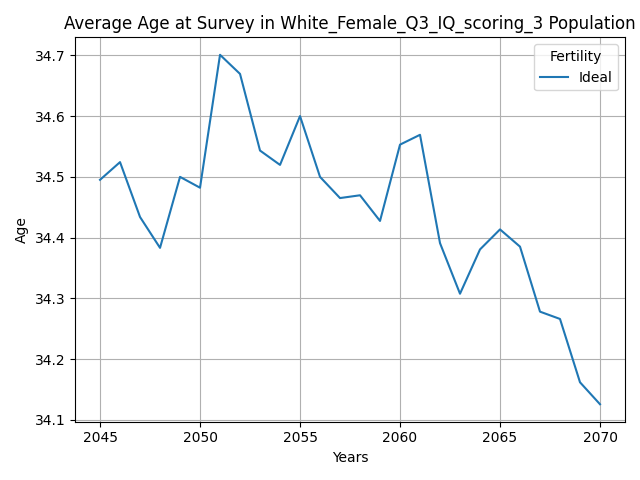 Average Age at Survey in White_Female_Q3_IQ_scoring_3 Population
Fertility
Ideal
34.7
34.6
34.5
34.4
34.3
34.2
34.1
Age
2045 2050 2055 2060 2065 2070
Years